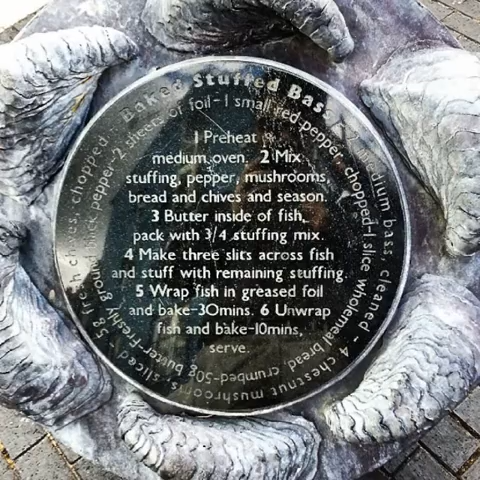 Baked Stuffed Bass
medium bass, cleaned - 4 chestnut mushrooms, sliced - 5g fresh chives, chopped.
2 sheets of foil - 1 small red pepper, chopped - 1 slice wholemeal bread, crumbed - 50g butter - Freshly ground black pepper
1 Preheat
medium oven. 2 Mix
stuffing, pepper, mushrooms,
bread and chives and season.
3 Butter inside of fish,
pack with 3/4 stuffing mix.
4 Make three slits across fish
and stuff with remaining stuffing.
5 Wrap fish in greased foil
and bake-30mins. 6 Unwrap
fish and bake-10mins,
serve.